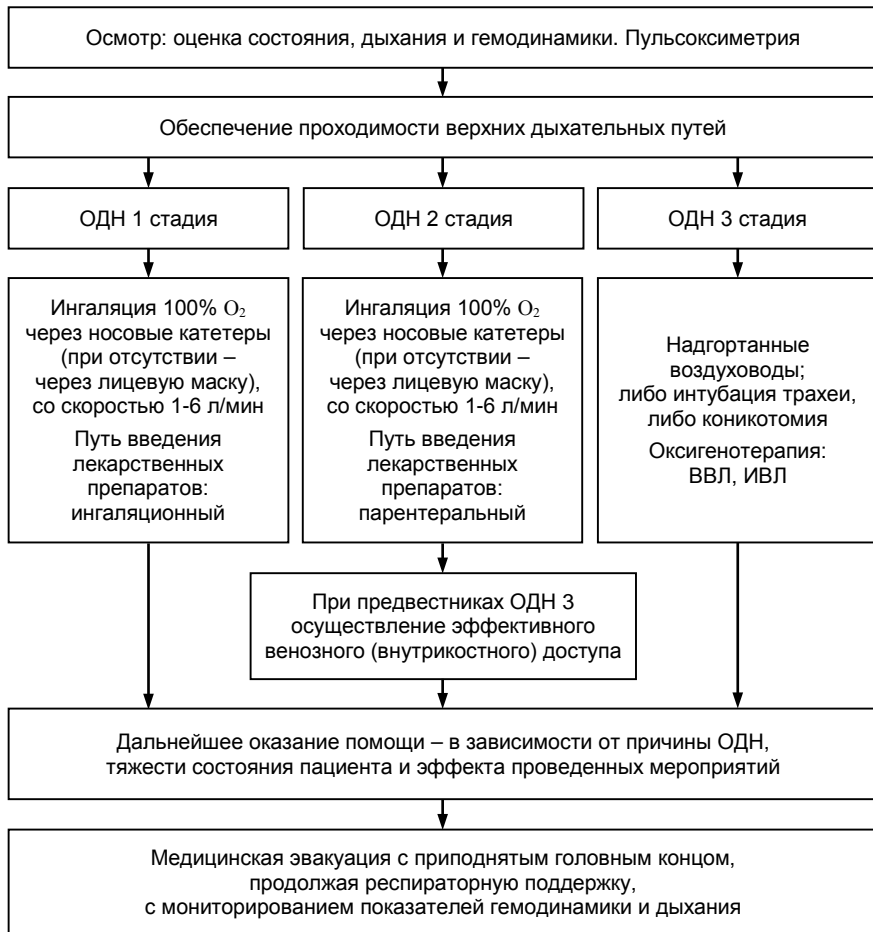 Осмотр: оценка состояния, дыхания и гемодинамики. Пульсоксиметрия
Обеспечение проходимости верхних дыхательных путей
ОДН 1 стадия
ОДН 2 стадия
ОДН 3 стадия
Ингаляция 100% O₂
через носовые катетеры
(при отсутствии –
через лицевую маску),
со скоростью 1-6 л/мин
Путь введения
лекарственных
препаратов:
ингаляционный
Ингаляция 100% O₂
через носовые катетеры
(при отсутствии –
через лицевую маску),
со скоростью 1-6 л/мин
Путь введения
лекарственных
препаратов:
парентеральный
Надгортанные
воздуховоды;
либо интубация трахеи,
либо коникотомия
Оксигенотерапия:
ВВЛ, ИВЛ
При предвестниках ОДН 3
осуществление эффективного
венозного (внутрикостного) доступа
Дальнейшее оказание помощи – в зависимости от причины ОДН,
тяжести состояния пациента и эффекта проведенных мероприятий
Медицинская эвакуация с приподнятым головным концом,
продолжая респираторную поддержку,
с мониторированием показателей гемодинамики и дыхания